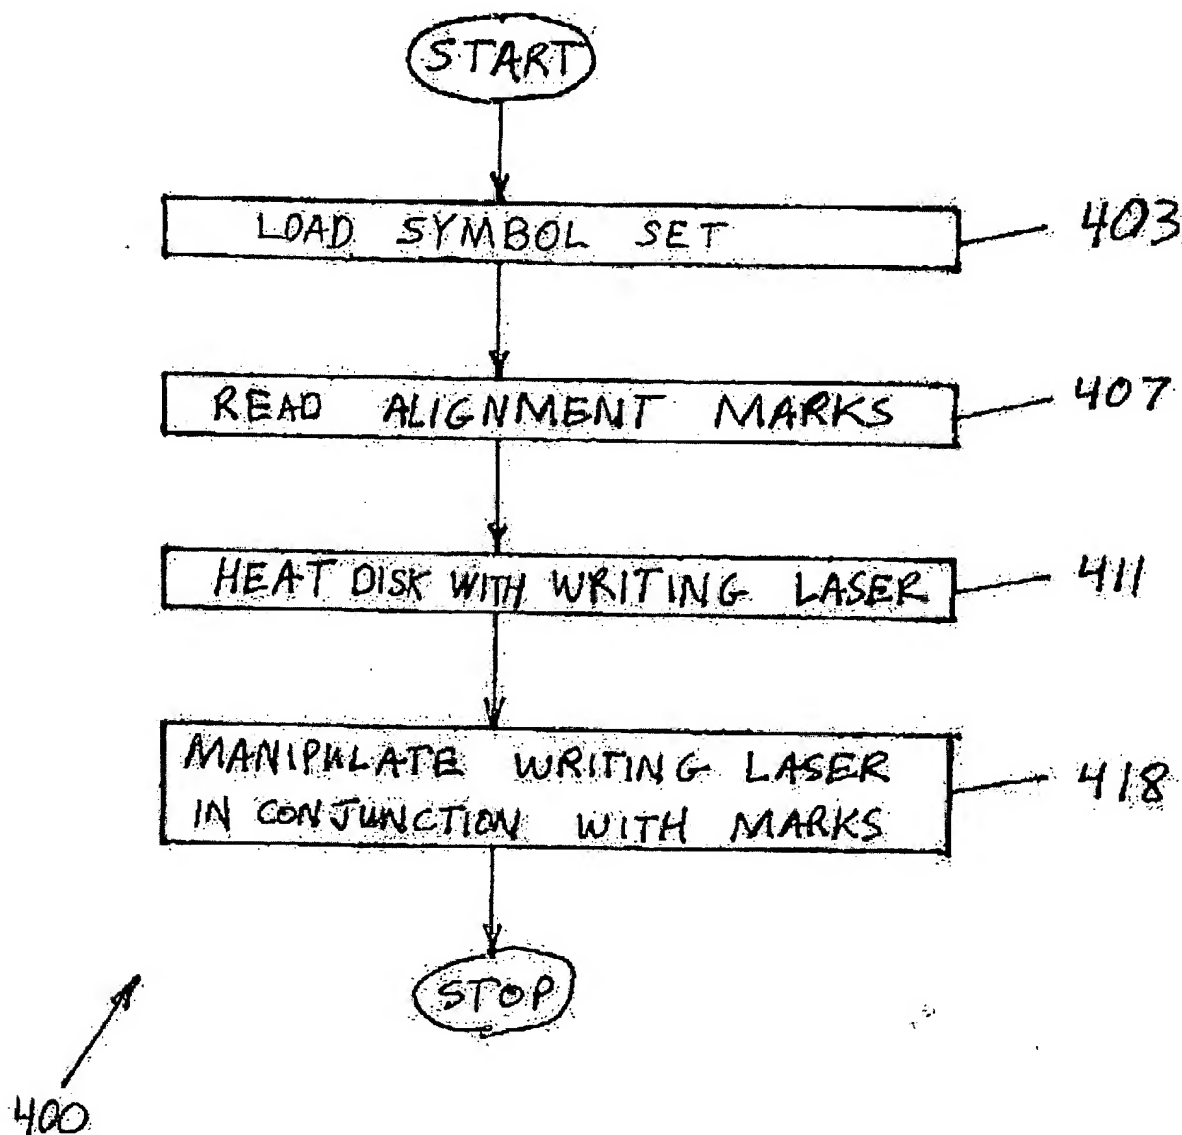 START
LOAD SYMBOL SET
403
READ ALIGNMENT MARKS
407
HEAT DISK WITH WRITING LASER
411
MANIPULATE WRITING LASER
IN CONJUNCTION WITH MARKS
418
STOP
400